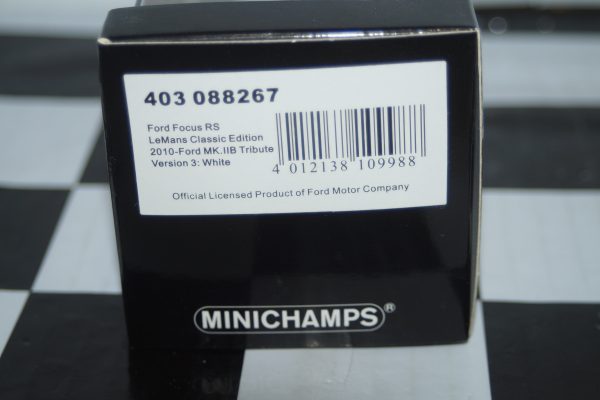 403 088267
Ford Focus RS
LeMans Classic Edition
2010-Ford MK.IIB Tribute
Version 3: White
4 012138 109988
Official Licensed Product of Ford Motor Company
MINICHAMPS®